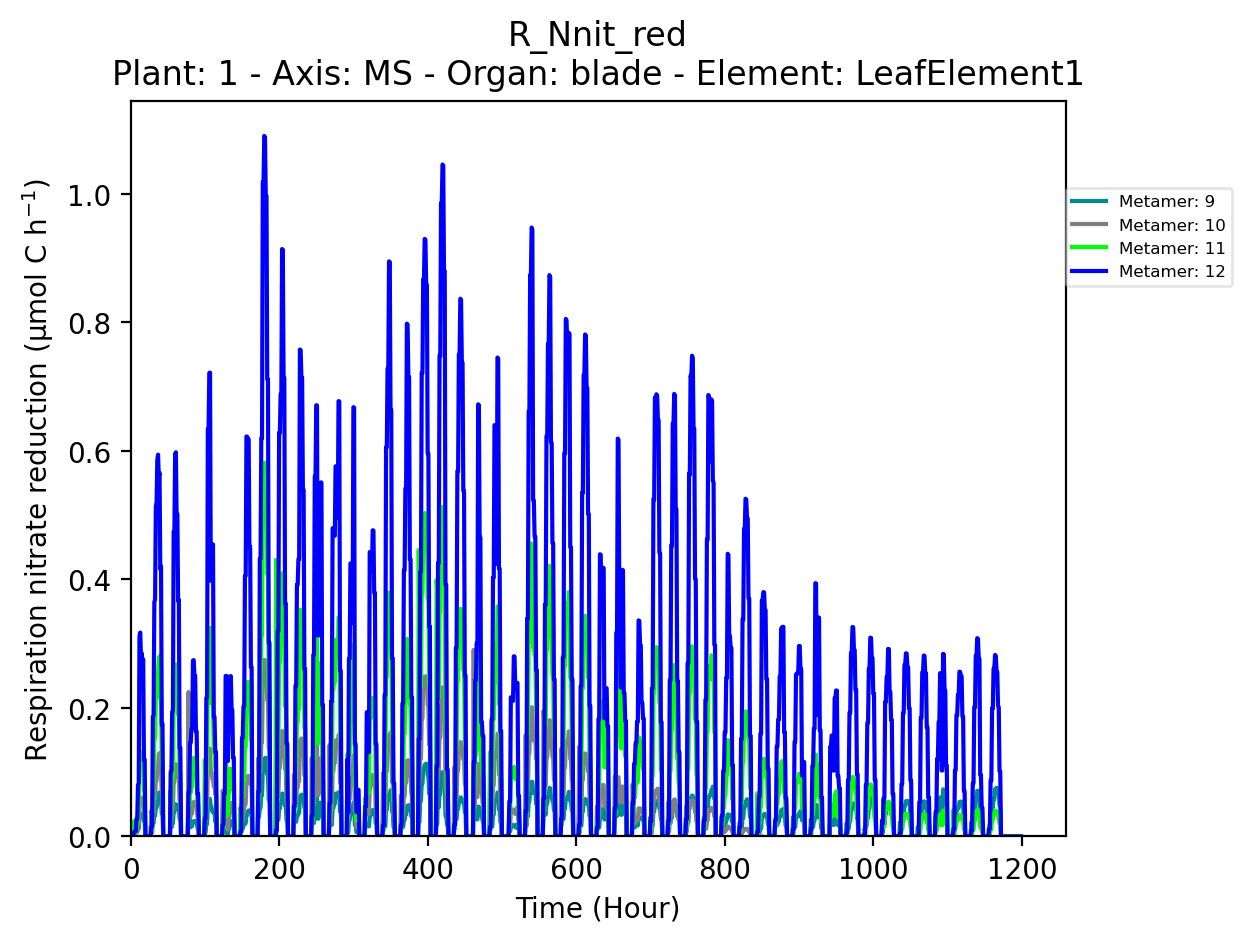 R_Nnit_red
Plant: 1 - Axis: MS - Organ: blade - Element: LeafElement1
Respiration nitrate reduction (µmol C h⁻¹)
1.0
0.8
0.6
0.4
0.2
0.0
0 200 400 600 800 1000 1200
Time (Hour)
Metamer: 9
Metamer: 10
Metamer: 11
Metamer: 12